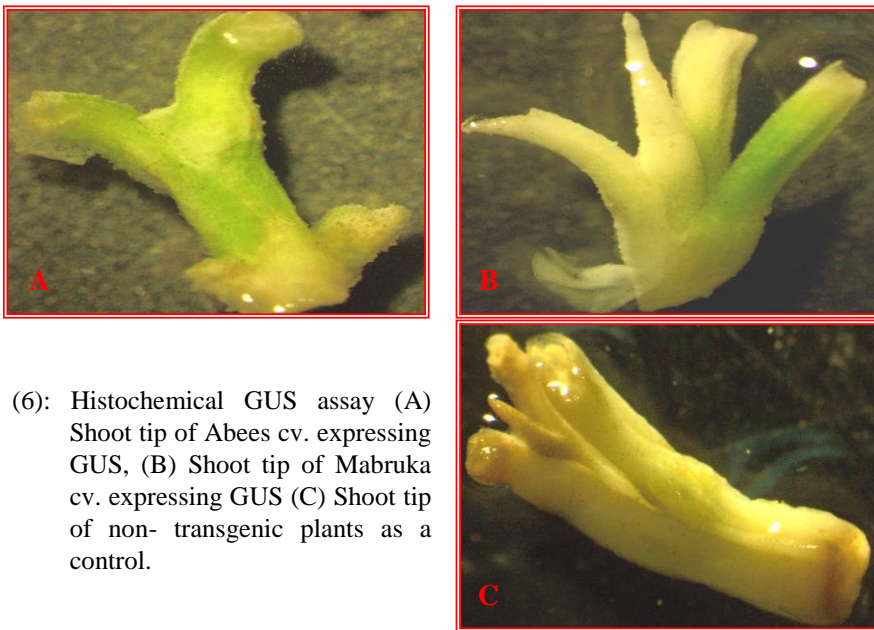 A
B
(6): Histochemical GUS assay (A)
Shoot tip of Abees cv. expressing
GUS, (B) Shoot tip of Mabruka
cv. expressing GUS (C) Shoot tip
of non- transgenic plants as a
control.
C